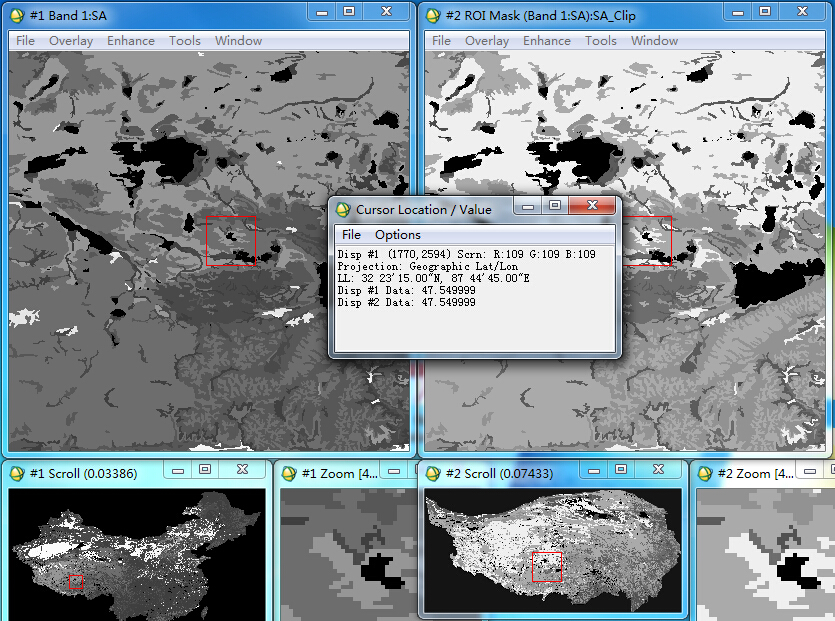 #1 Band 1:SA
File Overlay Enhance Tools Window
#2 ROI Mask (Band 1:SA):SA_Clip
File Overlay Enhance Tools Window
Cursor Location / Value
File Options
Disp #1 (1770,2594) Scrn: R:109 G:109 B:109
Projection: Geographic Lat/Lon
LL: 32 23'15.00"N, 87 44'45.00"E
Disp #1 Data: 47.549999
Disp #2 Data: 47.549999
#1 Scroll (0.03386)
#1 Zoom [4...
#2 Scroll (0.07433)
#2 Zoom [4...